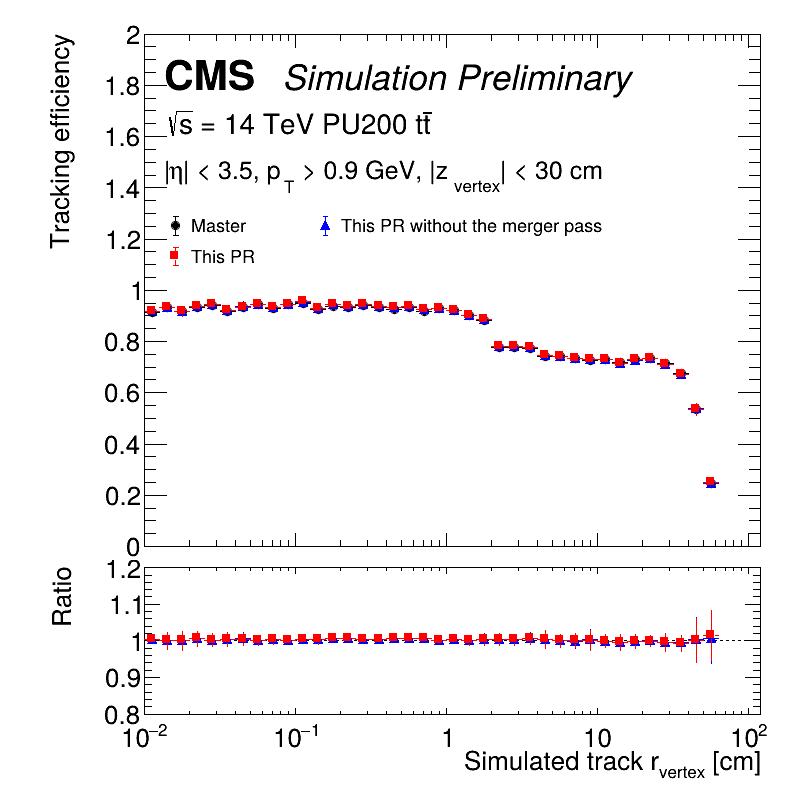 CMS Simulation Preliminary
√s = 14 TeV PU200 tt̅
|η| < 3.5, p_T > 0.9 GeV, |z_vertex| < 30 cm
Master
This PR without the merger pass
This PR
Tracking efficiency
2
1.8
1.6
1.4
1.2
1
0.8
0.6
0.4
0.2
0
Ratio
1.2
1.1
1
0.9
0.8
10⁻² 10⁻¹ 1 10 10²
Simulated track r_vertex [cm]